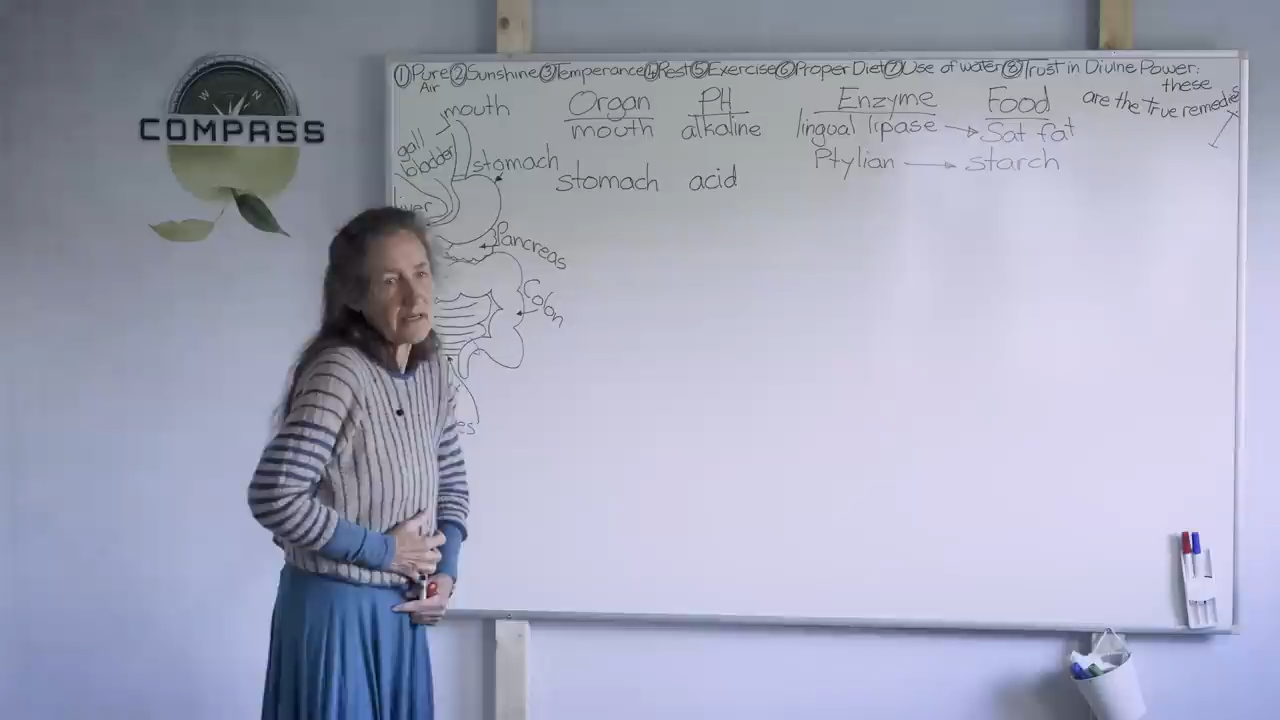 W N
COMPASS
①Pure Air ②Sunshine ③Temperance ④Rest ⑤Exercise ⑥Proper Diet ⑦Use of water ⑧Trust in Divine Power:
these
are the true remedies
mouth
gall
bladder
stomach
liver
Pancreas
Colon
es
Organ PH Enzyme Food
mouth alkaline lingual lipase → Sat fat
Ptylian → starch
stomach acid